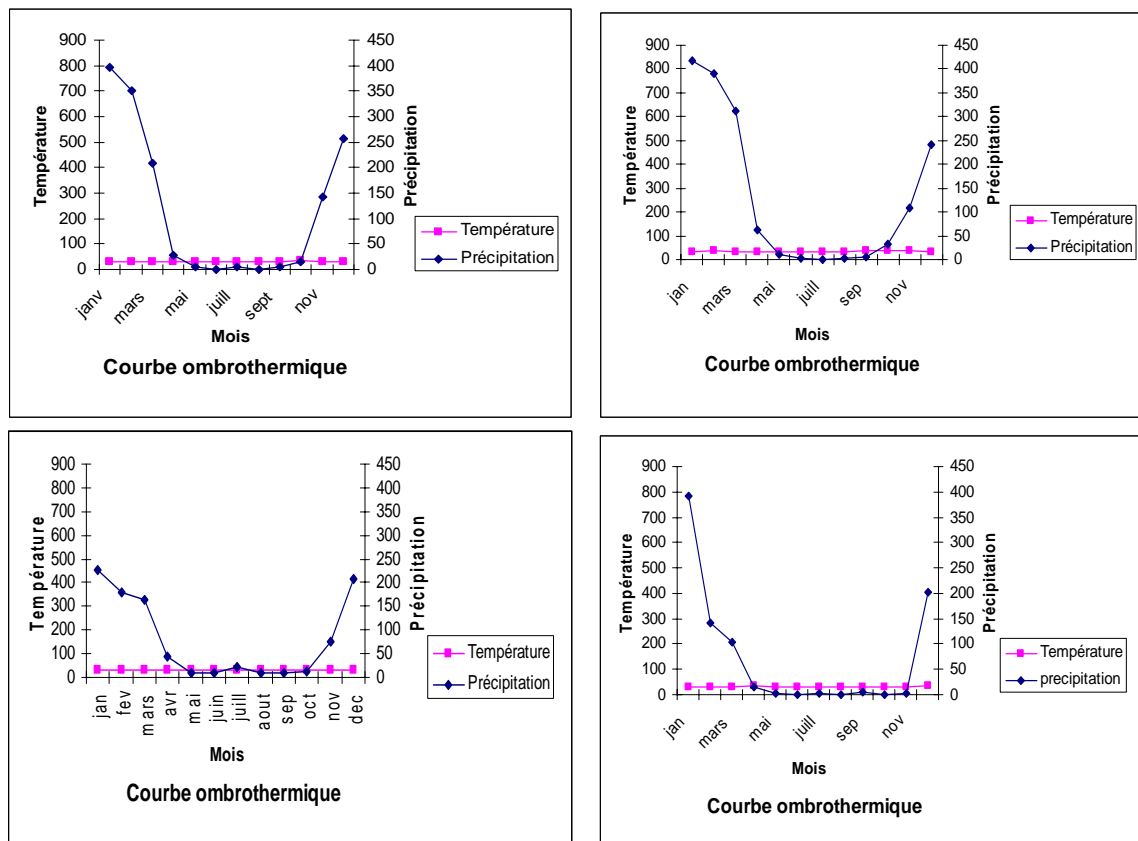 900
800
700
600
500
400
300
200
100
0
Température
450
400
350
300
250
200
150
100
50
0
Précipitation
janv
mars
mai
juill
sept
nov
Mois
Température
Précipitation
Courbe ombrothermique
900
800
700
600
500
400
300
200
100
0
Température
450
400
350
300
250
200
150
100
50
0
Précipitation
jan
mars
mai
juill
sep
nov
Mois
Température
Précipitation
Courbe ombrothermique
900
800
700
600
500
400
300
200
100
0
Température
450
400
350
300
250
200
150
100
50
0
Précipitation
jan
fev
mars
avr
mai
juin
juill
aout
sep
oct
nov
dec
Mois
Température
Précipitation
Courbe ombrothermique
900
800
700
600
500
400
300
200
100
0
Température
450
400
350
300
250
200
150
100
50
0
Précipitation
jan
mars
mai
juill
sep
nov
Mois
Température
precipitation
Courbe ombrothermique